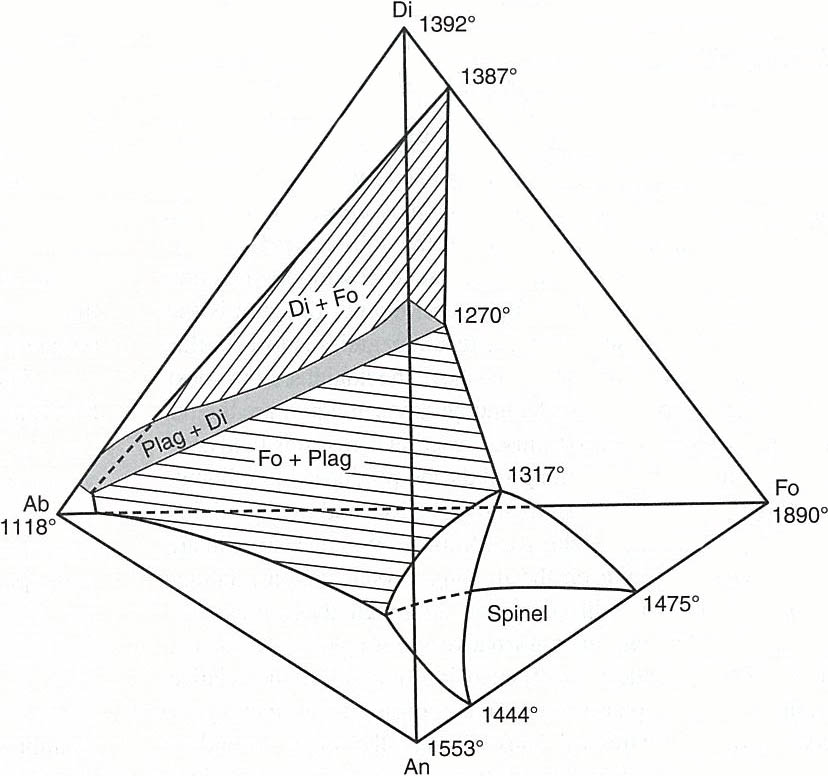 Di
1392°
1387°
Di + Fo
1270°
Plag + Di
Fo + Plag
1317°
Ab
1118°
Fo
1890°
1475°
Spinel
1444°
1553°
An